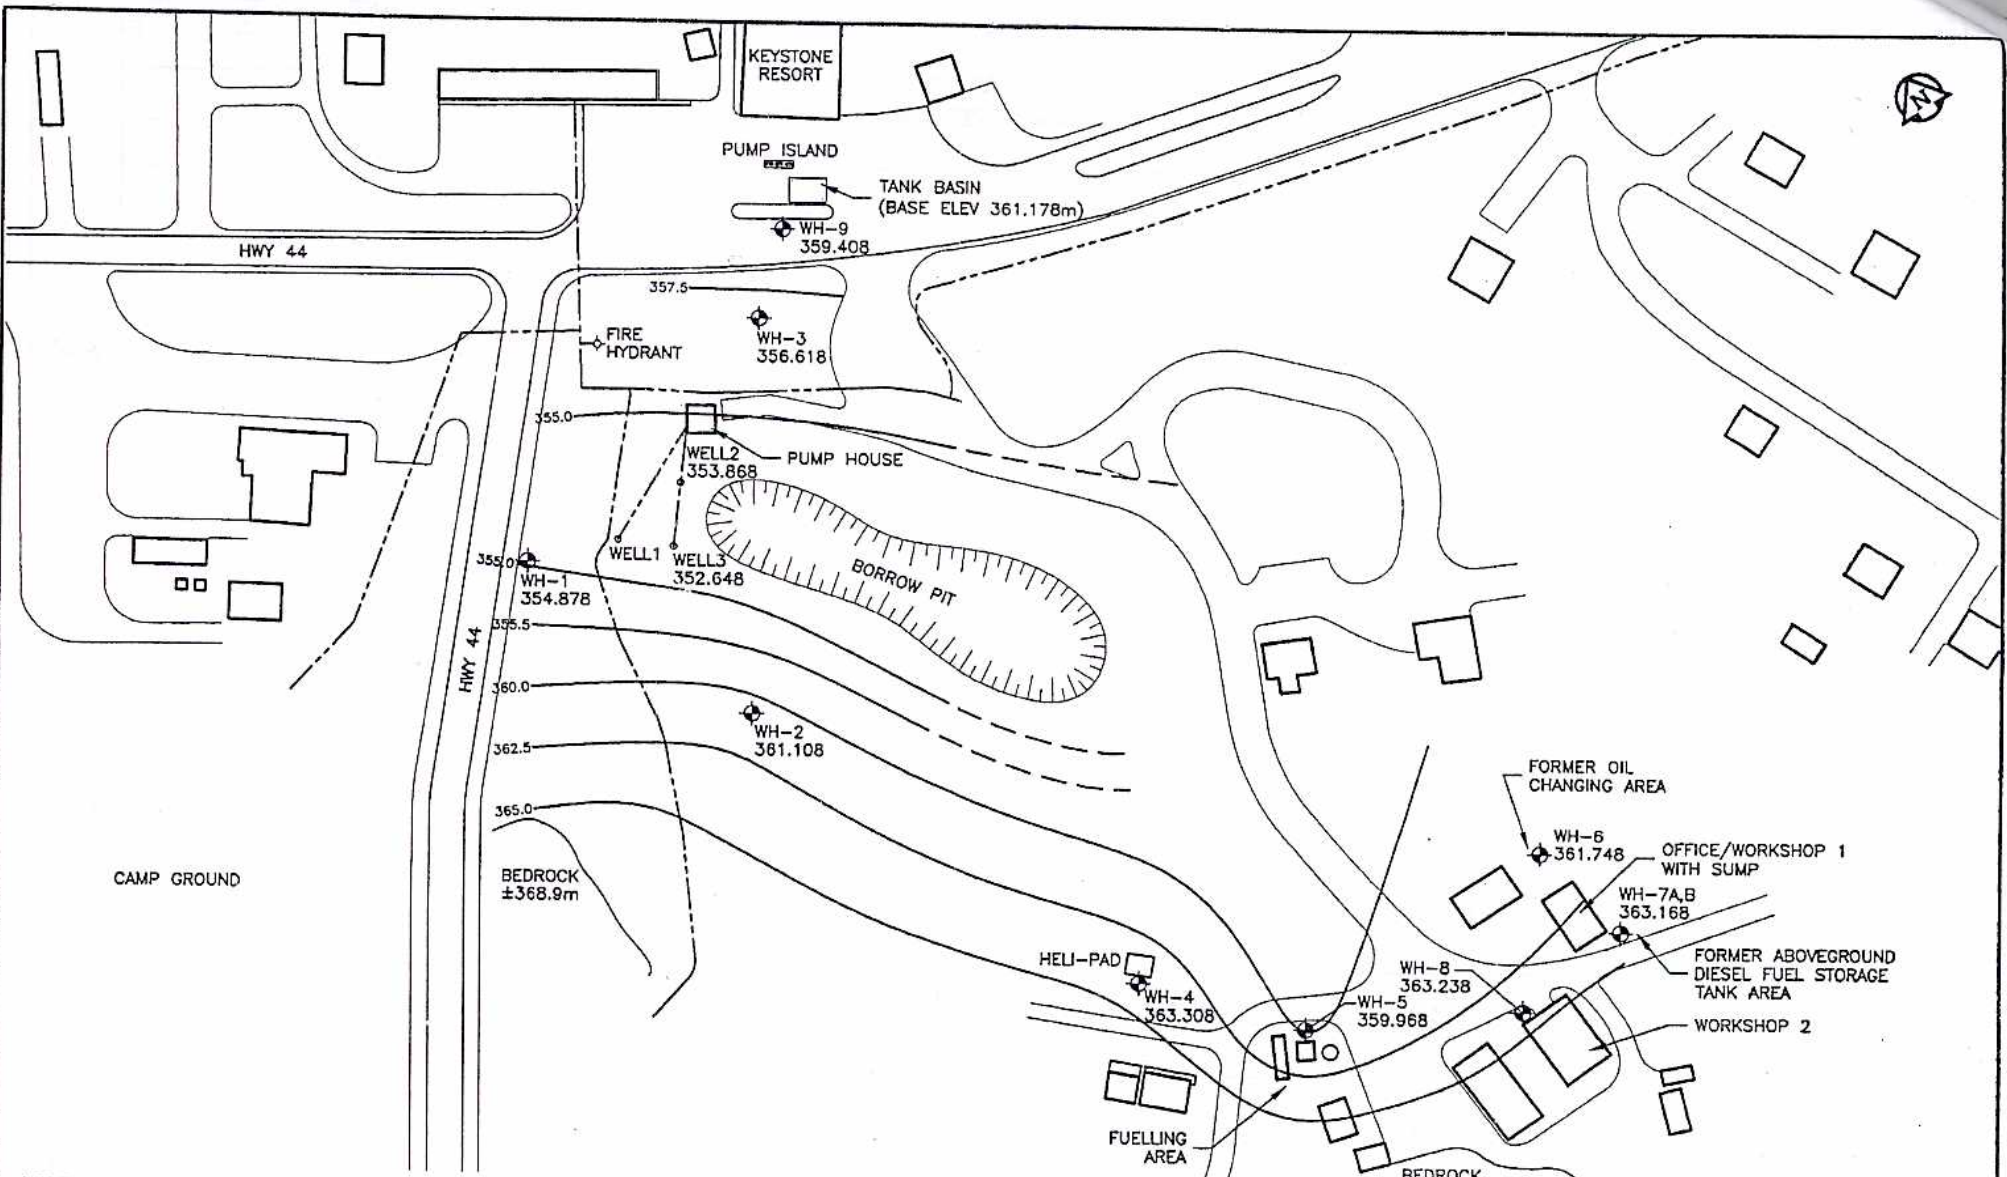 KEYSTONE
RESORT
N
PUMP ISLAND
TANK BASIN
(BASE ELEV 361.178m)
WH-9
359.408
HWY 44
357.5
WH-3
356.618
FIRE
HYDRANT
355.0
WELL2
353.868
PUMP HOUSE
WELL1
WELL3
352.648
BORROW PIT
355.0
WH-1
354.878
355.5
HWY 44
360.0
WH-2
361.108
362.5
365.0
CAMP GROUND
BEDROCK
±368.9m
FORMER OIL
CHANGING AREA
WH-6
361.748
OFFICE/WORKSHOP 1
WITH SUMP
WH-7A,B
363.168
FORMER ABOVEGROUND
DIESEL FUEL STORAGE
TANK AREA
HELI-PAD
WH-4
363.308
WH-8
363.238
WH-5
359.968
WORKSHOP 2
FUELLING
AREA
BEDROCK